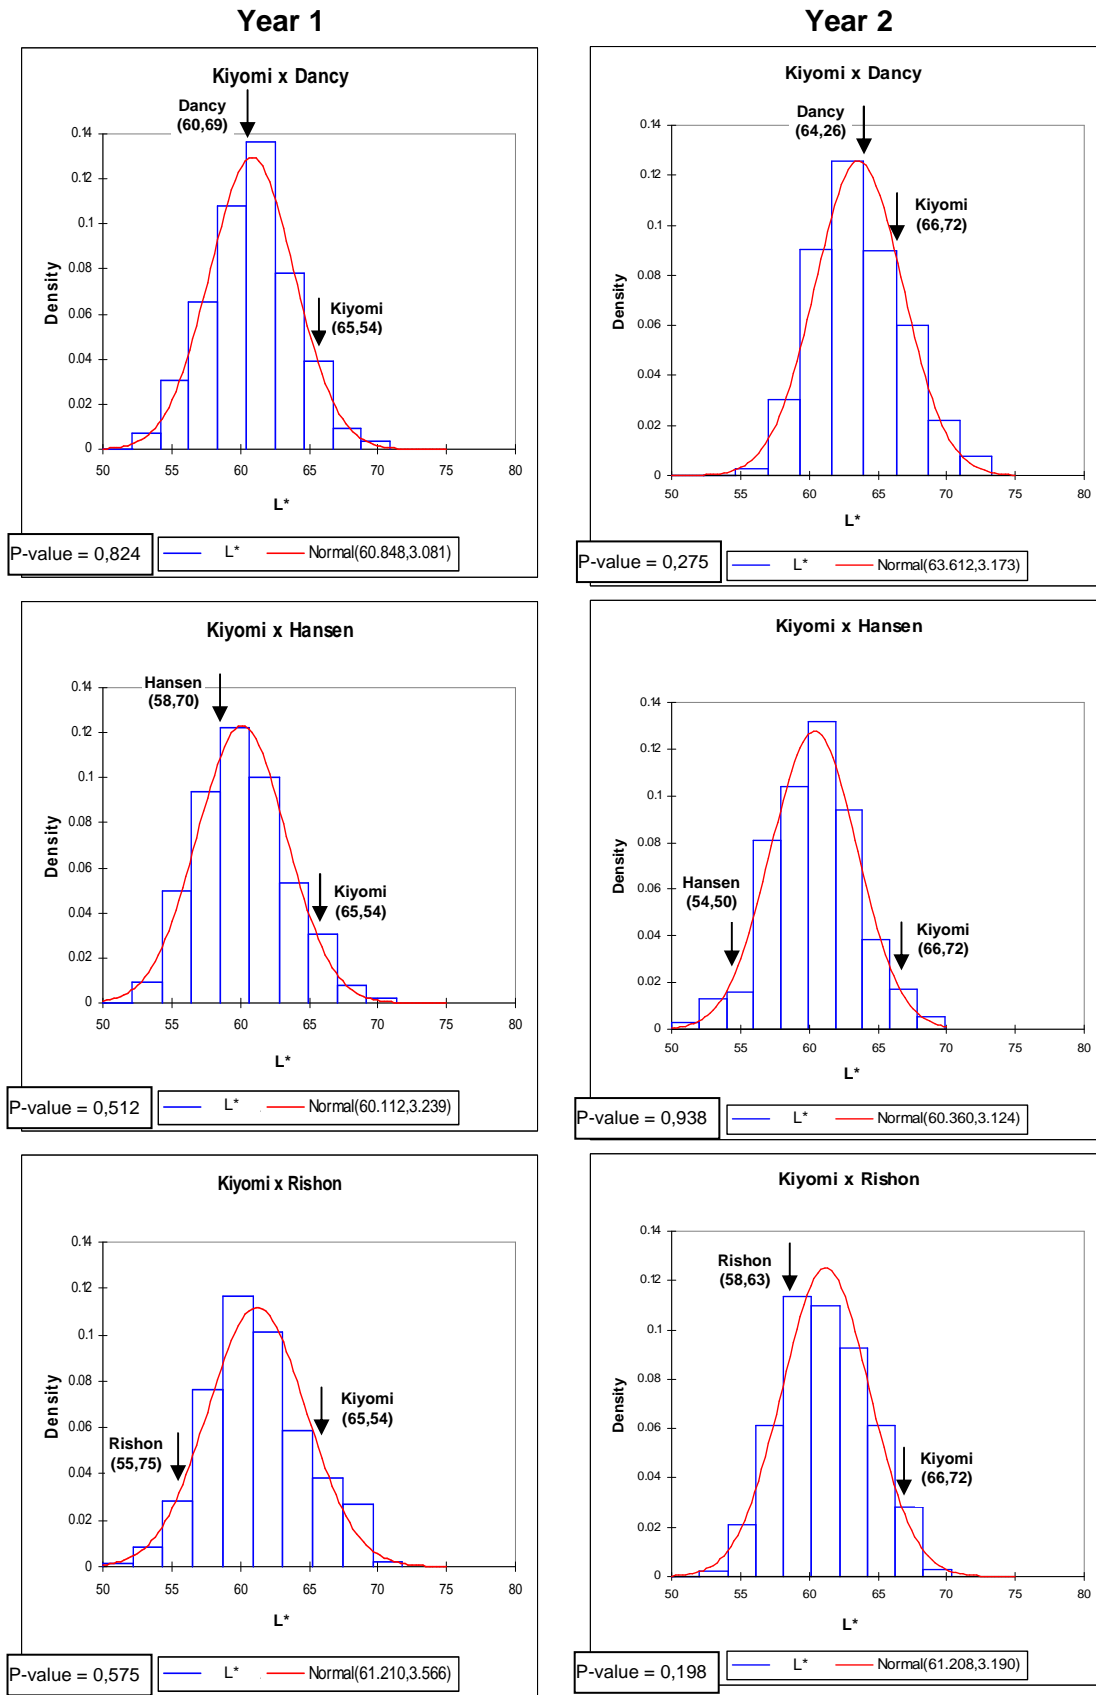 Year 1
Year 2
Kiyomi x Dancy
Dancy
(60,69)
Kiyomi
(65,54)
0.14
0.12
0.1
0.08
0.06
0.04
0.02
0
Density
50 55 60 65 70 75 80
L*
P-value = 0,824
L* Normal(60.848,3.081)
Kiyomi x Dancy
Dancy
(64,26)
Kiyomi
(66,72)
0.14
0.12
0.1
0.08
0.06
0.04
0.02
0
Density
50 55 60 65 70 75 80
L*
P-value = 0,275
L* Normal(63.612,3.173)
Kiyomi x Hansen
Hansen
(58,70)
Kiyomi
(65,54)
0.14
0.12
0.1
0.08
0.06
0.04
0.02
0
Density
50 55 60 65 70 75 80
L*
P-value = 0,512
L* Normal(60.112,3.239)
Kiyomi x Hansen
Hansen
(54,50)
Kiyomi
(66,72)
0.14
0.12
0.1
0.08
0.06
0.04
0.02
0
Density
50 55 60 65 70 75 80
L*
P-value = 0,938
L* Normal(60.360,3.124)
Kiyomi x Rishon
Rishon
(55,75)
Kiyomi
(65,54)
0.14
0.12
0.1
0.08
0.06
0.04
0.02
0
Density
50 55 60 65 70 75 80
L*
P-value = 0,575
L* Normal(61.210,3.566)
Kiyomi x Rishon
Rishon
(58,63)
Kiyomi
(66,72)
0.14
0.12
0.1
0.08
0.06
0.04
0.02
0
Density
50 55 60 65 70 75 80
L*
P-value = 0,198
L* Normal(61.208,3.190)